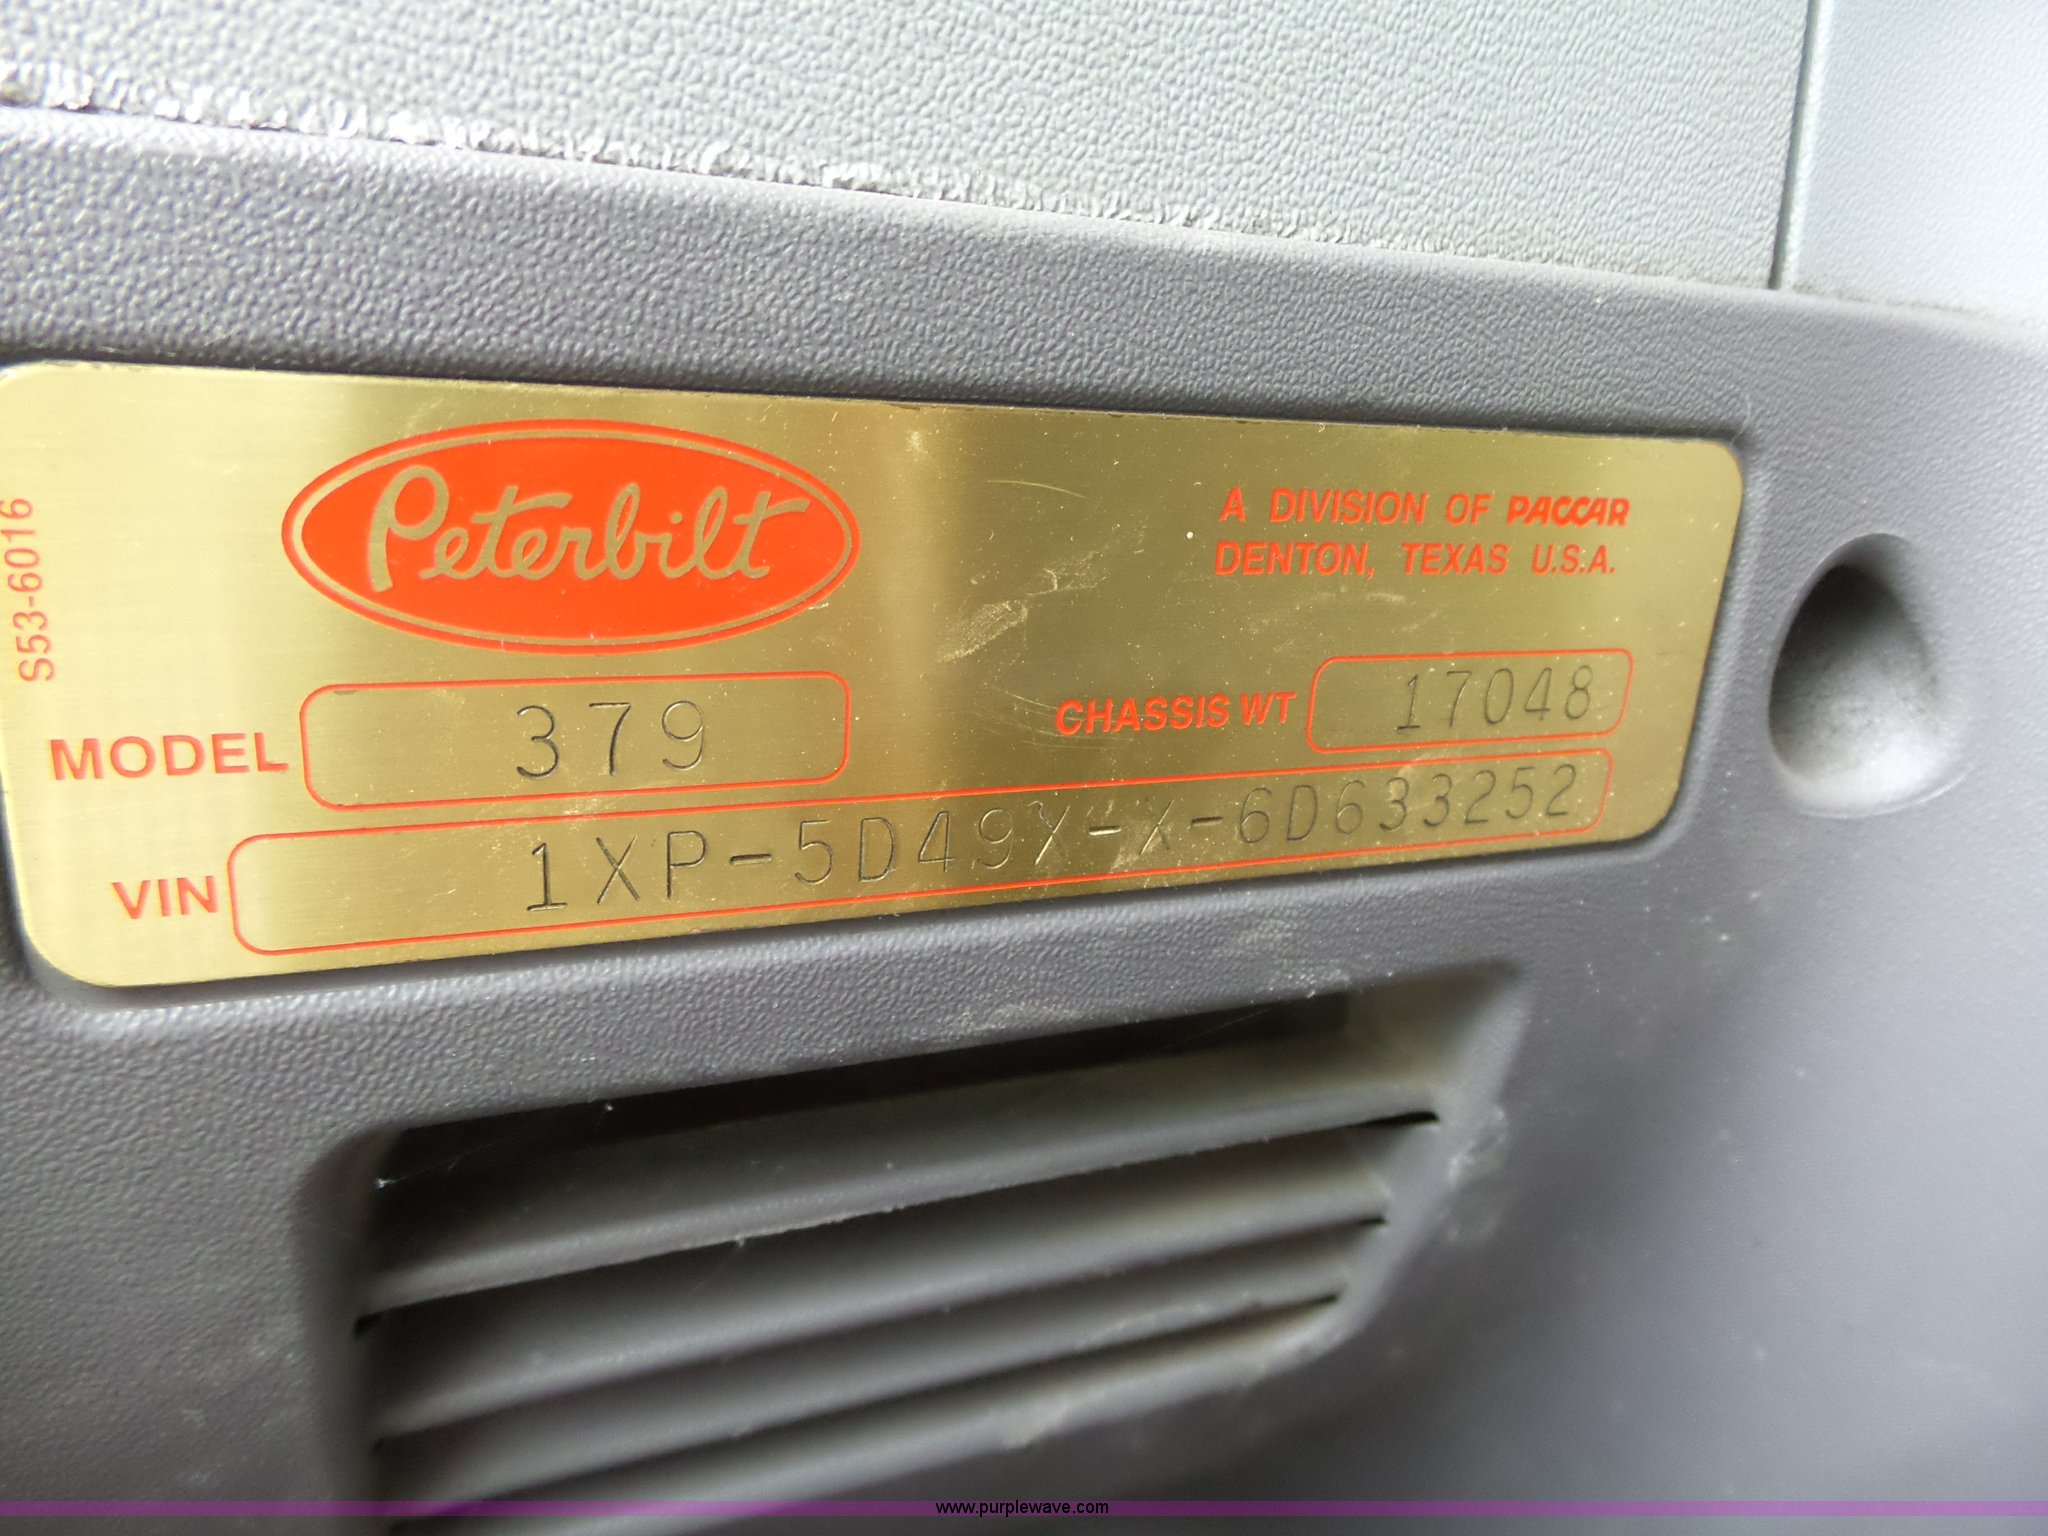 S53-6016
Peterbilt
A DIVISION OF PACCAR
DENTON, TEXAS U.S.A.
MODEL 379
CHASSIS WT 17048
VIN 1XP-5D49X-X-6D633252
www.purplewave.com